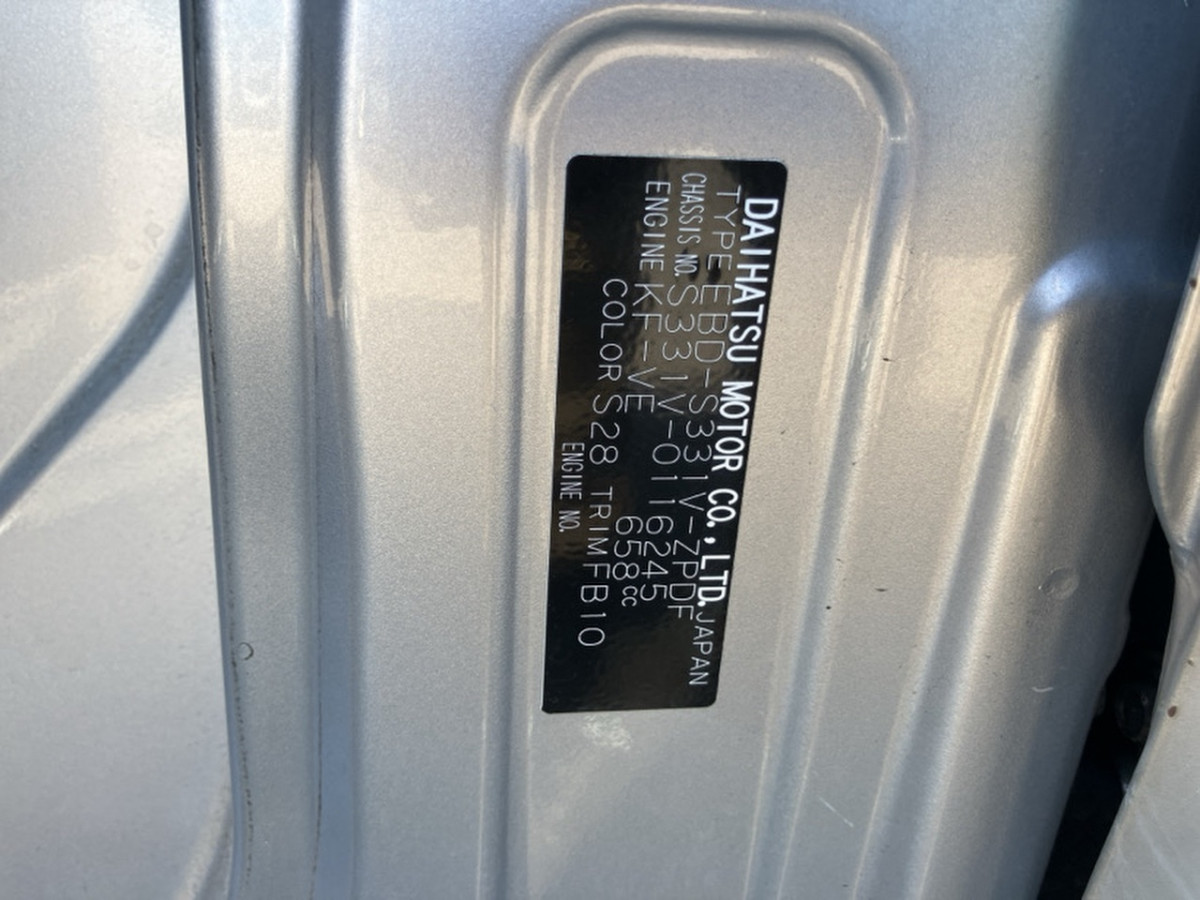 DAIHATSU MOTOR CO., LTD. JAPAN
TYPE EBD-S331V-ZPDF
CHASSIS NO. S331V-0116245
ENGINE KF-VE 658cc
COLOR S28 TRIM FB10
ENGINE NO.